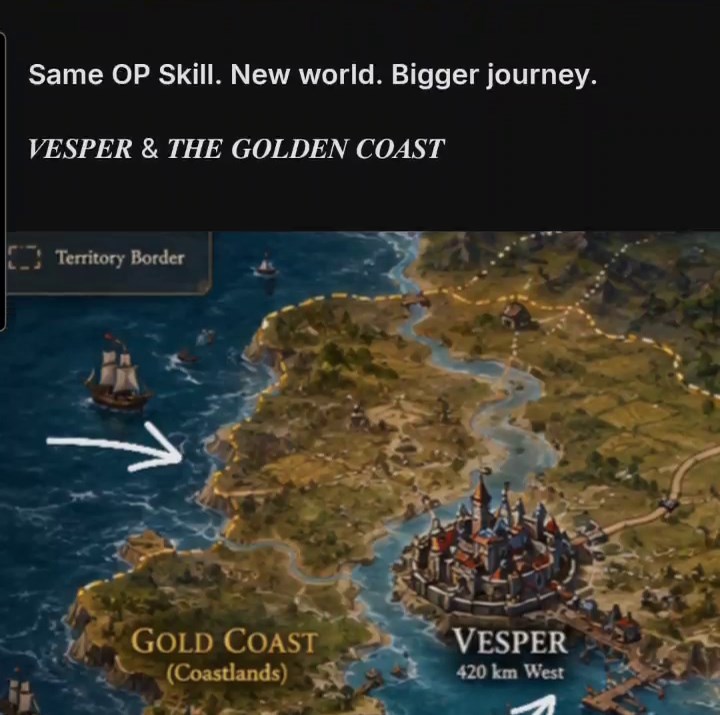 Same OP Skill. New world. Bigger journey.
VESPER & THE GOLDEN COAST
Territory Border
GOLD COAST
(Coastlands)
VESPER
420 km West